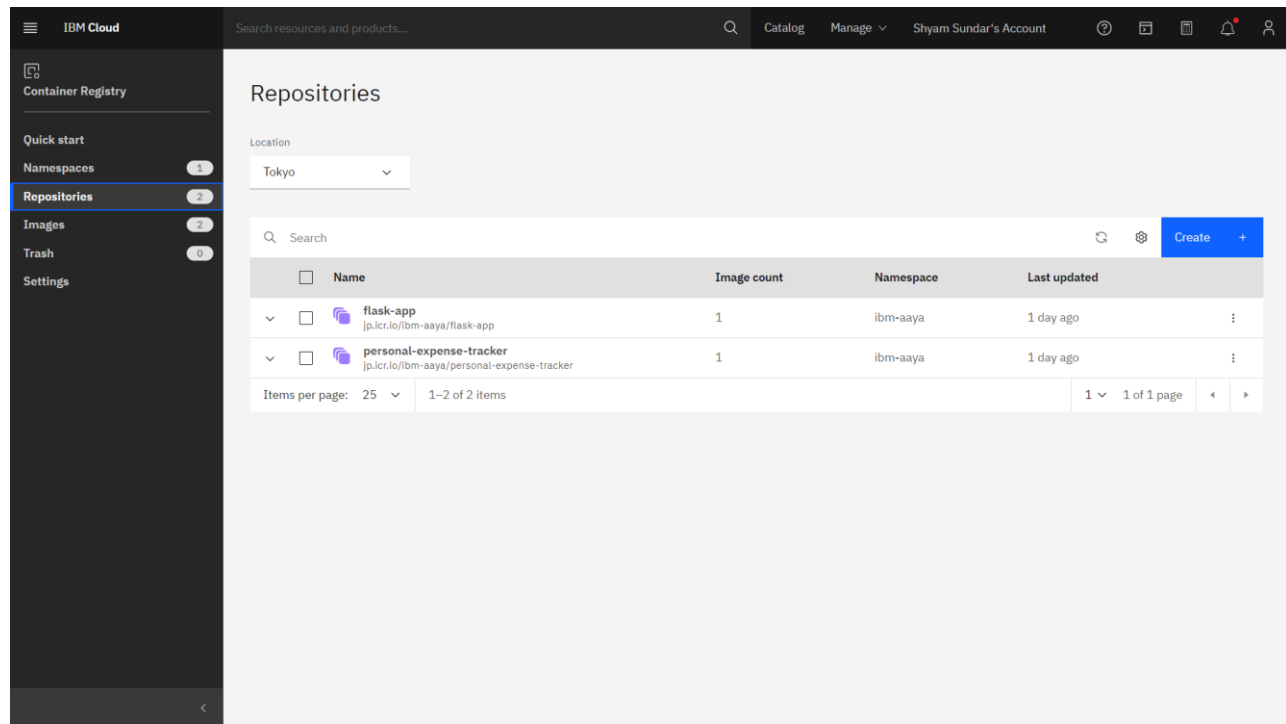 IBM Cloud
Search resources and products...
Catalog
Manage
Shyam Sundar's Account
Container Registry
Quick start
Namespaces 1
Repositories 2
Images 2
Trash 0
Settings
Repositories
Location
Tokyo
Search
Create +
Name Image count Namespace Last updated
flask-app
jp.icr.io/ibm-aaya/flask-app
1 ibm-aaya 1 day ago
personal-expense-tracker
jp.icr.io/ibm-aaya/personal-expense-tracker
1 ibm-aaya 1 day ago
Items per page: 25 1–2 of 2 items 1 1 of 1 page